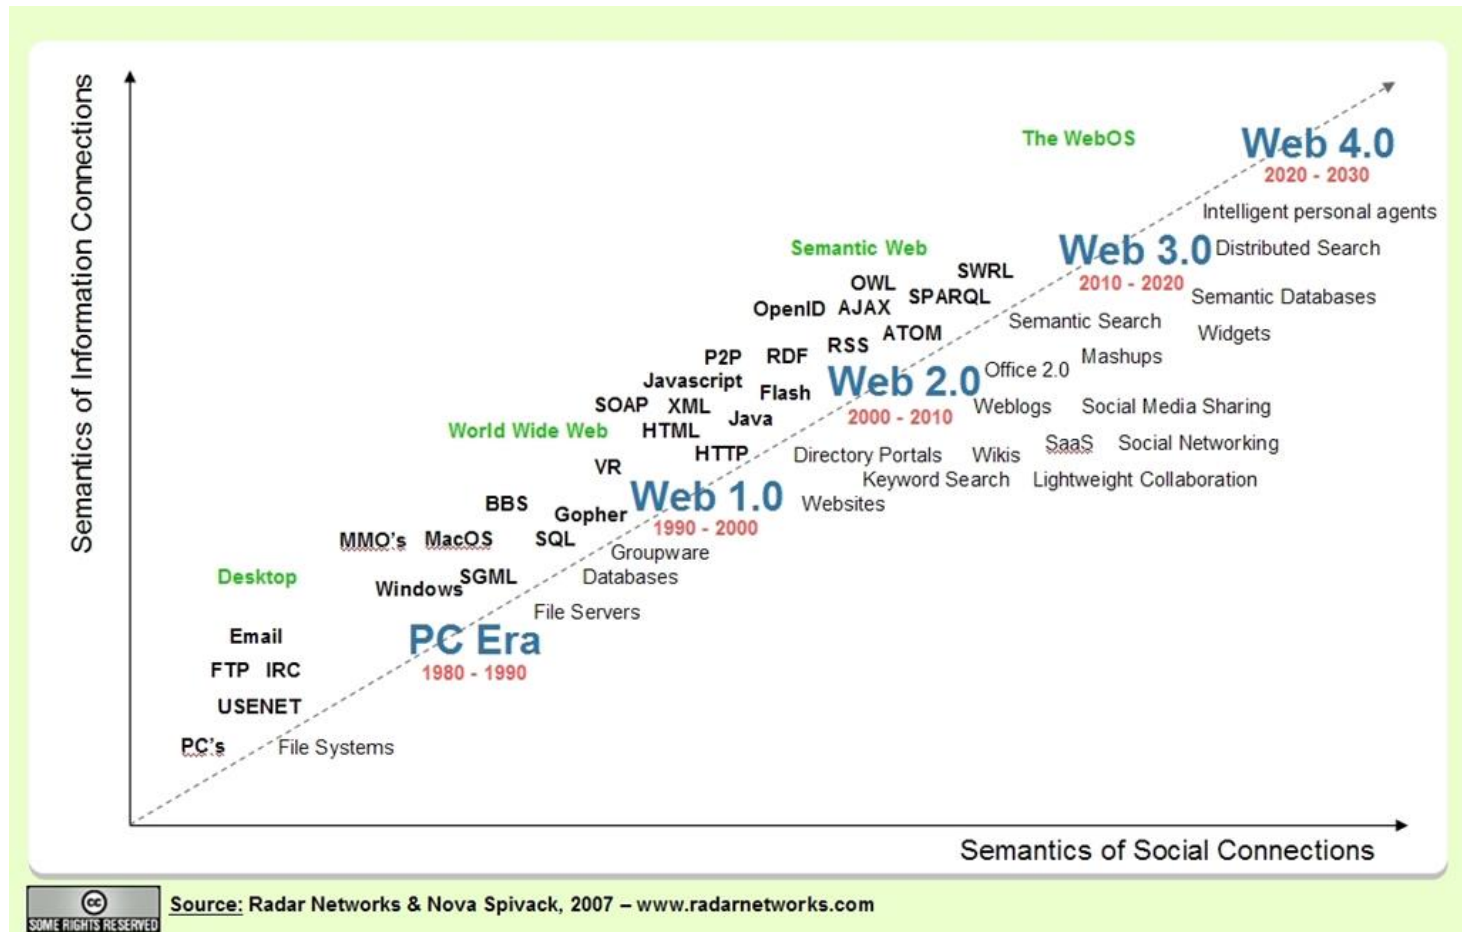 Semantics of Information Connections
The WebOS
Web 4.0
2020 - 2030
Intelligent personal agents
Semantic Web
Web 3.0
Distributed Search
SWRL
2010 - 2020
OWL
SPARQL
Semantic Databases
OpenID
AJAX
Semantic Search
ATOM
Widgets
RSS
P2P
RDF
Mashups
Office 2.0
Javascript
Web 2.0
Flash
SOAP
XML
Weblogs
Social Media Sharing
Java
2000 - 2010
World Wide Web
HTML
SaaS
Social Networking
HTTP
Directory Portals
Wikis
VR
Keyword Search
Lightweight Collaboration
Web 1.0
BBS
Websites
Gopher
1990 - 2000
MMO's
MacOS
SQL
Groupware
Desktop
SGML
Databases
Windows
File Servers
Email
PC Era
FTP IRC
1980 - 1990
USENET
PC's
File Systems
Semantics of Social Connections
cc
SOME RIGHTS RESERVED
Source: Radar Networks & Nova Spivack, 2007 – www.radarnetworks.com